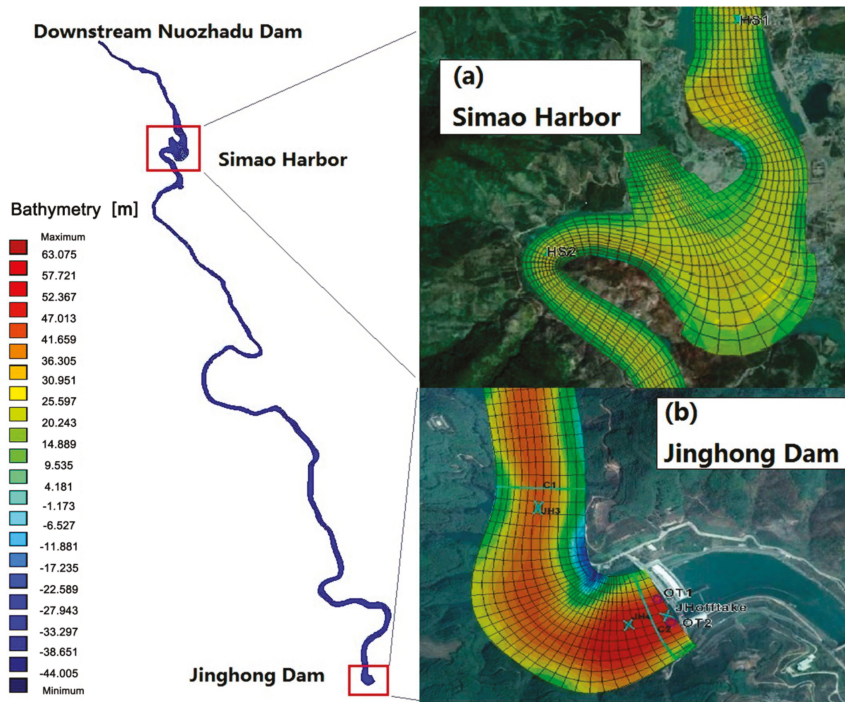 Downstream Nuozhadu Dam
Simao Harbor
Bathymetry [m]
Maximum
63.075
57.721
52.367
47.013
41.659
36.305
30.951
25.597
20.243
14.889
9.535
4.181
-1.173
-6.527
-11.881
-17.235
-22.589
-27.943
-33.297
-38.651
-44.005
Minimum
Jinghong Dam
HS1
(a)
Simao Harbor
HS2
(b)
Jinghong Dam
C1
JH3
OT1
C2
OT2